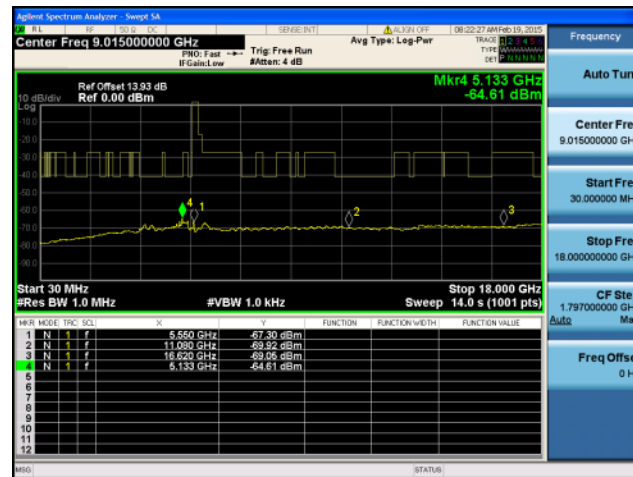 Agilent Spectrum Analyzer - Swept SA
RL RF 50 Ω DC SENSE:INT ALIGN OFF 08:22:27 AM Feb 19, 2015
Center Freq 9.015000000 GHz
PNO: Fast Trig: Free Run
IFGain:Low #Atten: 4 dB
Avg Type: Log-Pwr
TRACE 1 2 3 4 5 6
TYPE
DET P N N N N N
Frequency
Mkr4 5.133 GHz
-64.61 dBm
Ref Offset 13.93 dB
10 dB/div Ref 0.00 dBm
Log
-10.0
-20.0
-30.0
-40.0
-50.0
-60.0
-70.0
-80.0
-90.0
4
1
2
3
Start 30 MHz Stop 18.000 GHz
#Res BW 1.0 MHz #VBW 1.0 kHz Sweep 14.0 s (1001 pts)
MKR MODE TRC SCL X Y FUNCTION FUNCTION WIDTH FUNCTION VALUE
1 N 1 f 5.550 GHz -67.30 dBm
2 N 1 f 11.080 GHz -69.92 dBm
3 N 1 f 16.620 GHz -69.05 dBm
4 N 1 f 5.133 GHz -64.61 dBm
5
6
7
8
9
10
11
12
MSG STATUS
Auto Tun
Center Fre
9.015000000 GH
Start Fre
30.000000 MH
Stop Fre
18.000000000 GH
CF Ste
1.797000000 GH
Auto Ma
Freq Offse
0 H